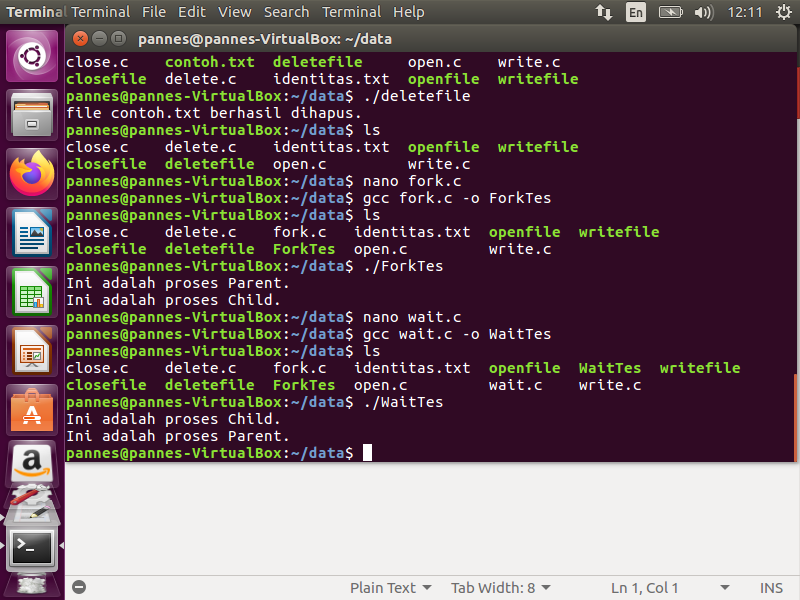 Terminal Terminal File Edit View Search Terminal Help En 12:11
pannes@pannes-VirtualBox: ~/data
close.c contoh.txt deletefile open.c write.c
closefile delete.c identitas.txt openfile writefile
pannes@pannes-VirtualBox:~/data$ ./deletefile
file contoh.txt berhasil dihapus.
pannes@pannes-VirtualBox:~/data$ ls
close.c delete.c identitas.txt openfile writefile
closefile deletefile open.c write.c
pannes@pannes-VirtualBox:~/data$ nano fork.c
pannes@pannes-VirtualBox:~/data$ gcc fork.c -o ForkTes
pannes@pannes-VirtualBox:~/data$ ls
close.c delete.c fork.c identitas.txt openfile writefile
closefile deletefile ForkTes open.c write.c
pannes@pannes-VirtualBox:~/data$ ./ForkTes
Ini adalah proses Parent.
Ini adalah proses Child.
pannes@pannes-VirtualBox:~/data$ nano wait.c
pannes@pannes-VirtualBox:~/data$ gcc wait.c -o WaitTes
pannes@pannes-VirtualBox:~/data$ ls
close.c delete.c fork.c identitas.txt openfile WaitTes writefile
closefile deletefile ForkTes open.c wait.c write.c
pannes@pannes-VirtualBox:~/data$ ./WaitTes
Ini adalah proses Child.
Ini adalah proses Parent.
pannes@pannes-VirtualBox:~/data$
Plain Text Tab Width: 8 Ln 1, Col 1 INS